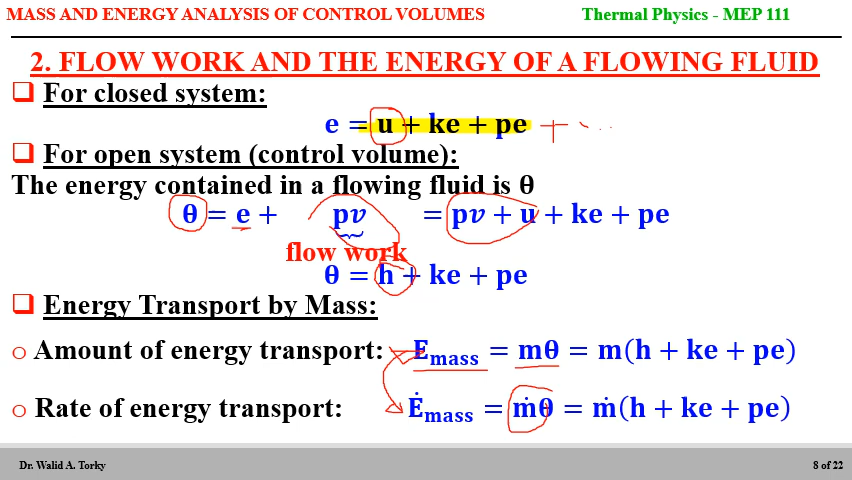 MASS AND ENERGY ANALYSIS OF CONTROL VOLUMES Thermal Physics - MEP 111
2. FLOW WORK AND THE ENERGY OF A FLOWING FLUID
❑ For closed system:
e = u + ke + pe + ...
❑ For open system (control volume):
The energy contained in a flowing fluid is θ
θ = e + pv = pv + u + ke + pe
flow work
θ = h + ke + pe
❑ Energy Transport by Mass:
o Amount of energy transport: E_mass = mθ = m(h + ke + pe)
o Rate of energy transport: Ė_mass = ṁθ = ṁ(h + ke + pe)
Dr. Walid A. Torky 8 of 22